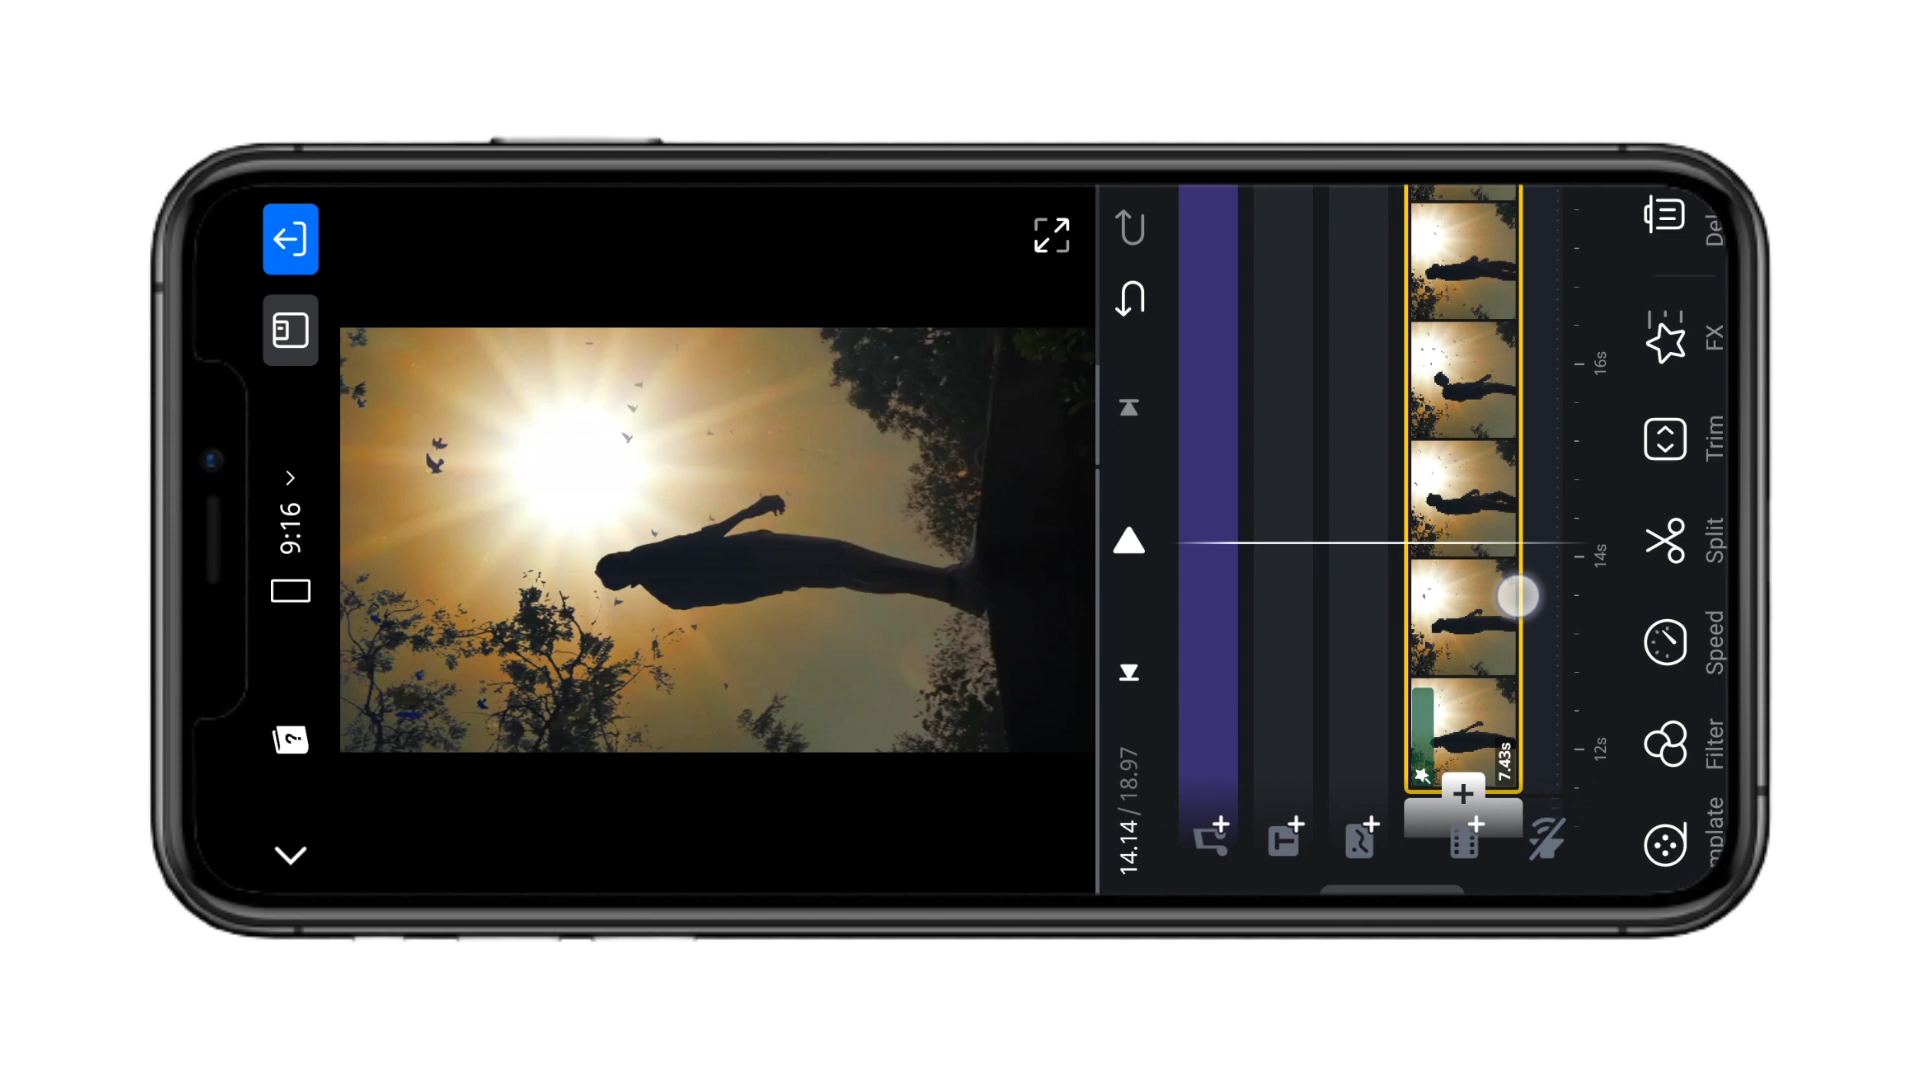 9:16
?
14.14 / 18.97
T
7.43s
12s
14s
16s
mplate
Filter
Speed
Split
Trim
FX
Del